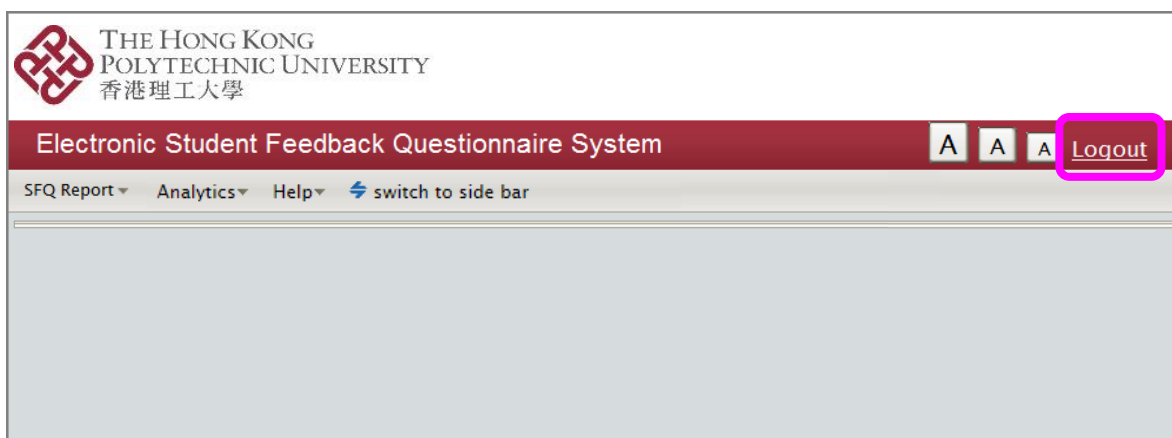 THE HONG KONG
POLYTECHNIC UNIVERSITY
香港理工大學
Electronic Student Feedback Questionnaire System A A A Logout
SFQ Report Analytics Help switch to side bar